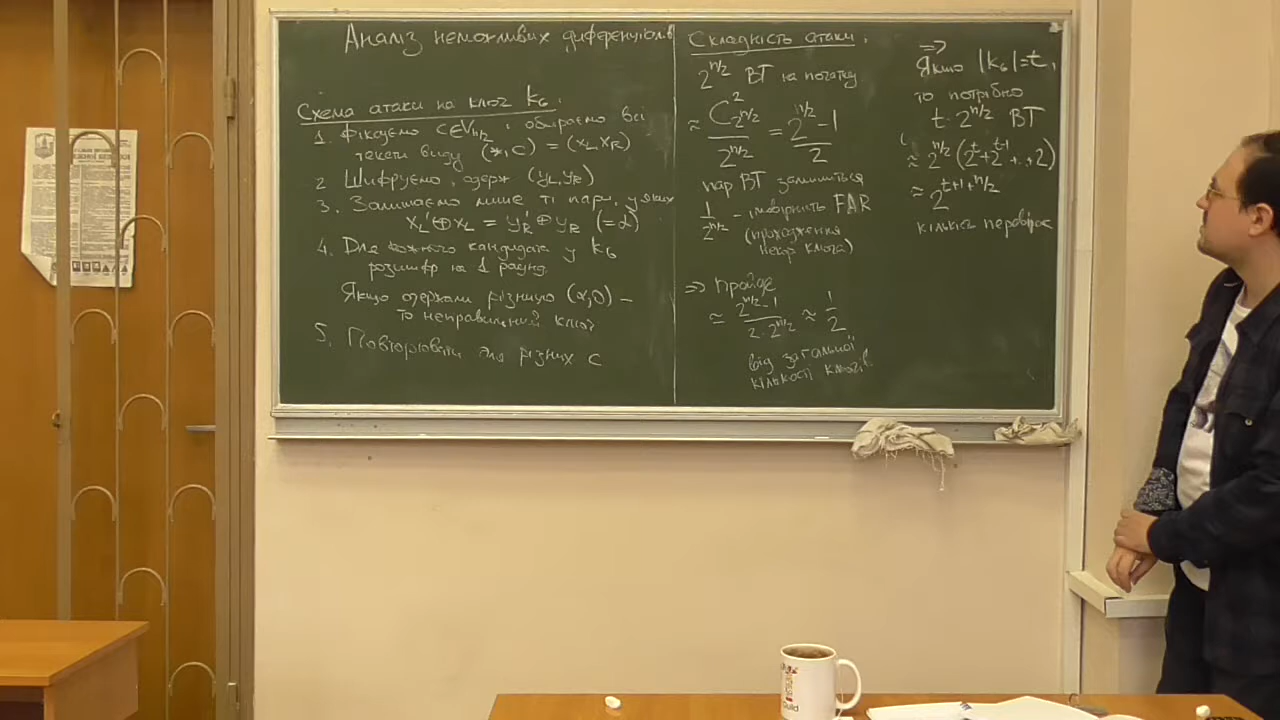 Аналіз неможливих диференціалів
Схема атаки на ключ k₆.
1. Фіксуємо C∈V_{n/2} і обираємо всі
тексти виду (*, C) = (x_L x_R)
2 Шифруємо, одерж (y_L, y_R)
3. Залишаємо лише ті пари, у яких
x_L' ⊕ x_L = y_R' ⊕ y_R (=α)
4. Для кожного кандидата у k₆
розшифр на 1 раунд.
Якщо одержали різницю (α, 0) –
то неправильний ключ
5. Повторювати для різних C
Складність атаки:
2^{n/2} ВТ на початку
≈ C²_{2^{n/2}} / 2^{n/2} = (2^{n/2} - 1) / 2
пар ВТ залишиться
1 / 2^{n/2} – імовірність FAR
(проходження
некор ключа)
⇒ Пройде
≈ (2^{n/2} - 1) / (2·2^{n/2}) ≈ 1/2
від загальної
кількості ключів
⇒
Якщо |k₆| = t,
то потрібно
t · 2^{n/2} ВТ
≈ 2^{n/2} (2^t + 2^{t-1} + … + 2)
≈ 2^{t+1+n/2}
кількість перевірок